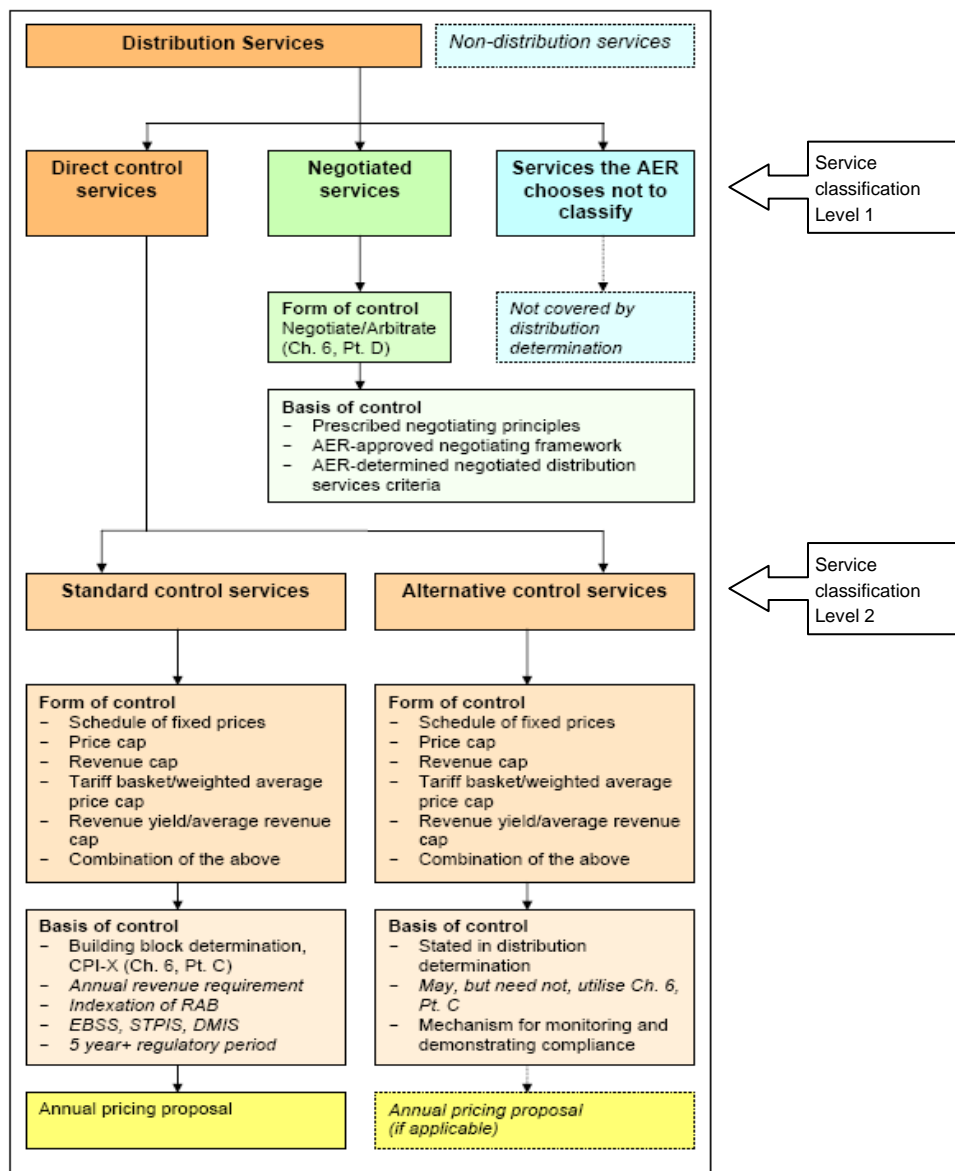 Distribution Services
Non-distribution services
Direct control
services
Negotiated
services
Services the AER
chooses not to
classify
Service
classification
Level 1
Form of control
Negotiate/Arbitrate
(Ch. 6, Pt. D)
Not covered by
distribution
determination
Basis of control
– Prescribed negotiating principles
– AER-approved negotiating framework
– AER-determined negotiated distribution
services criteria
Standard control services
Alternative control services
Service
classification
Level 2
Form of control
– Schedule of fixed prices
– Price cap
– Revenue cap
– Tariff basket/weighted average
price cap
– Revenue yield/average revenue
cap
– Combination of the above
Form of control
– Schedule of fixed prices
– Price cap
– Revenue cap
– Tariff basket/weighted average
price cap
– Revenue yield/average revenue
cap
– Combination of the above
Basis of control
– Building block determination,
CPI-X (Ch. 6, Pt. C)
– Annual revenue requirement
– Indexation of RAB
– EBSS, STPIS, DMIS
– 5 year+ regulatory period
Basis of control
– Stated in distribution
determination
– May, but need not, utilise Ch. 6,
Pt. C
– Mechanism for monitoring and
demonstrating compliance
Annual pricing proposal
Annual pricing proposal
(if applicable)